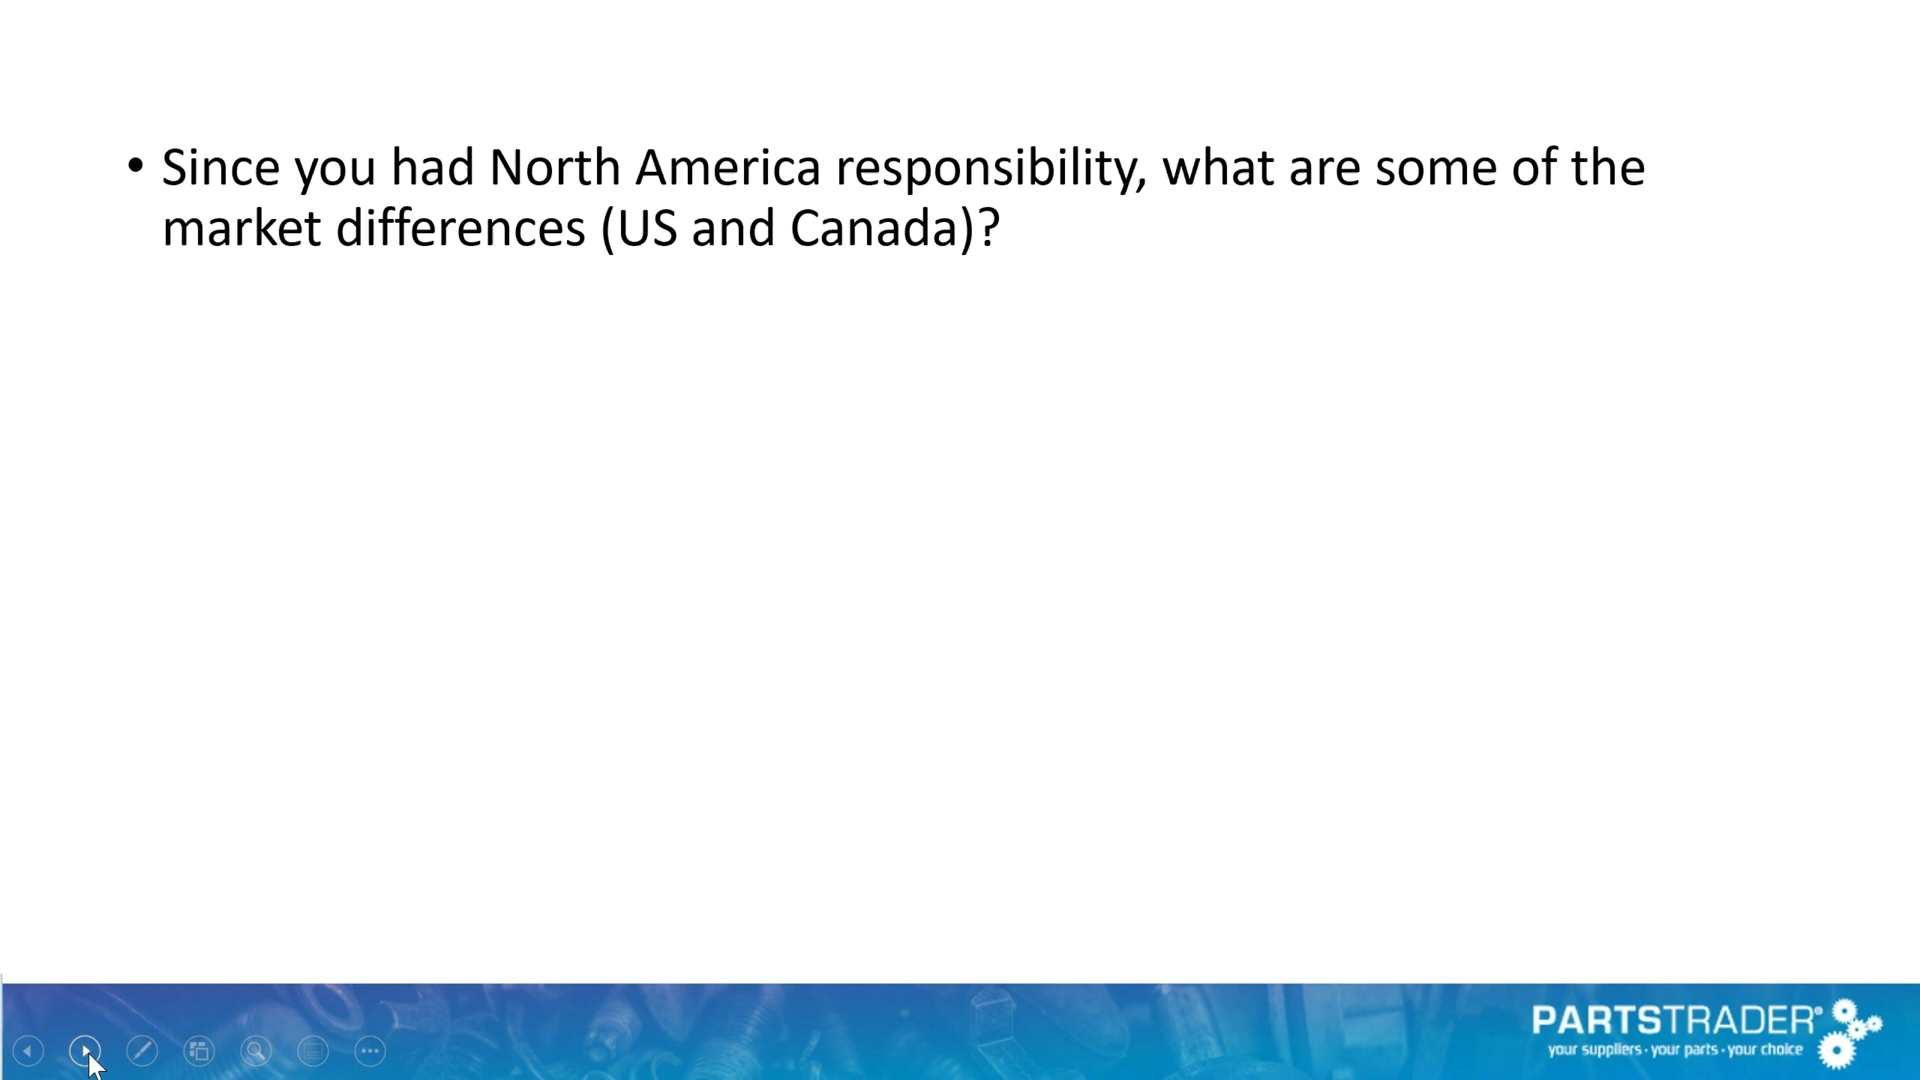 • Since you had North America responsibility, what are some of the
market differences (US and Canada)?
PARTSTRADER®
your suppliers · your parts · your choice